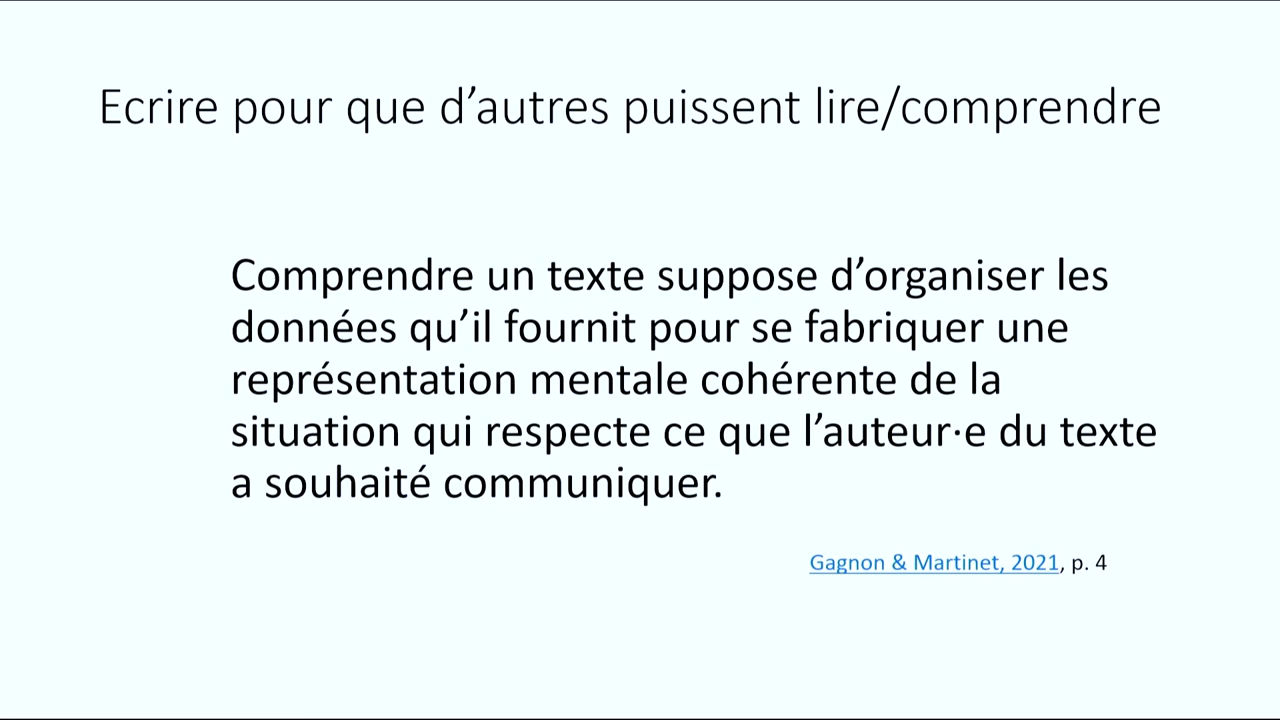 Ecrire pour que d’autres puissent lire/comprendre
Comprendre un texte suppose d’organiser les
données qu’il fournit pour se fabriquer une
représentation mentale cohérente de la
situation qui respecte ce que l’auteur·e du texte
a souhaité communiquer.
Gagnon & Martinet, 2021, p. 4